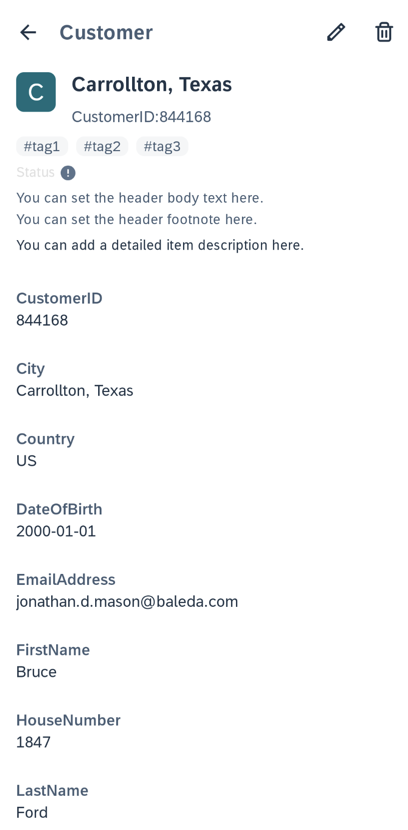 Customer
C
Carrollton, Texas
CustomerID:844168
#tag1 #tag2 #tag3
Status
You can set the header body text here.
You can set the header footnote here.
You can add a detailed item description here.
CustomerID
844168
City
Carrollton, Texas
Country
US
DateOfBirth
2000-01-01
EmailAddress
jonathan.d.mason@baleda.com
FirstName
Bruce
HouseNumber
1847
LastName
Ford